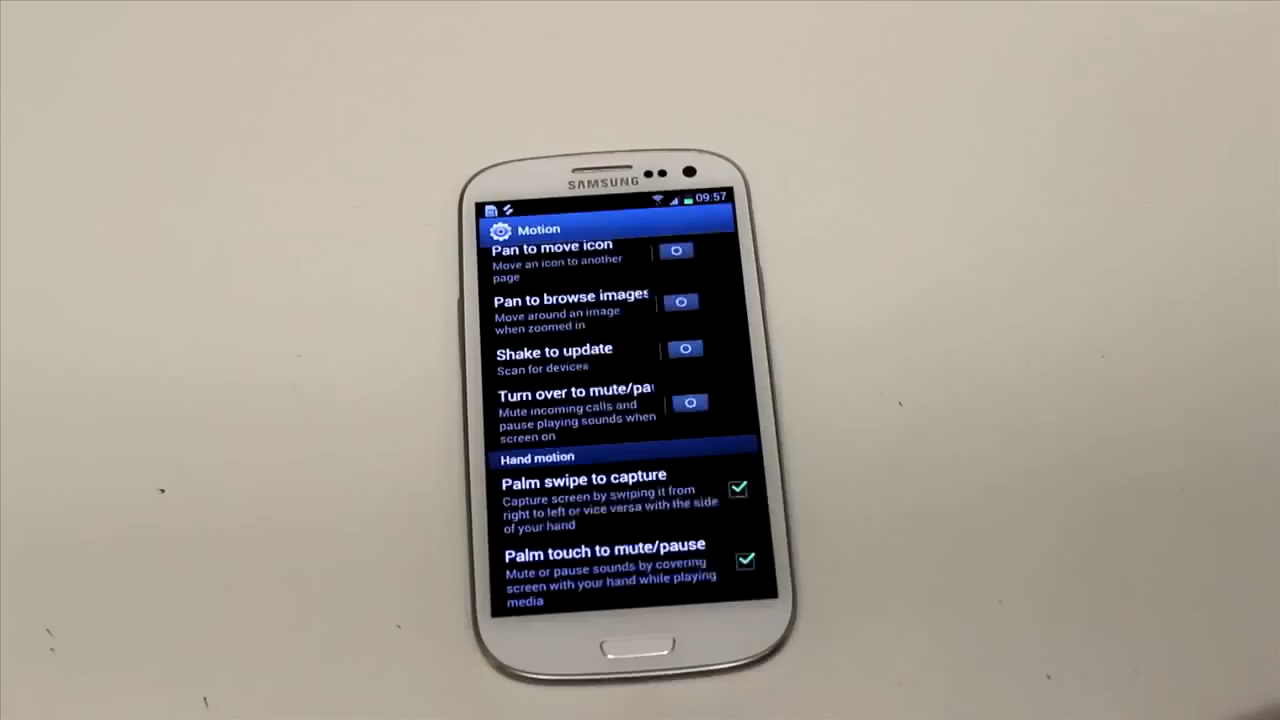 SAMSUNG
09:57
Motion
Pan to move icon
Move an icon to another
page
Pan to browse images
Move around an image
when zoomed in
Shake to update
Scan for devices
Turn over to mute/pa
Mute incoming calls and
pause playing sounds when
screen on
Hand motion
Palm swipe to capture
Capture screen by swiping it from
right to left or vice versa with the side
of your hand
Palm touch to mute/pause
Mute or pause sounds by covering
screen with your hand while playing
media